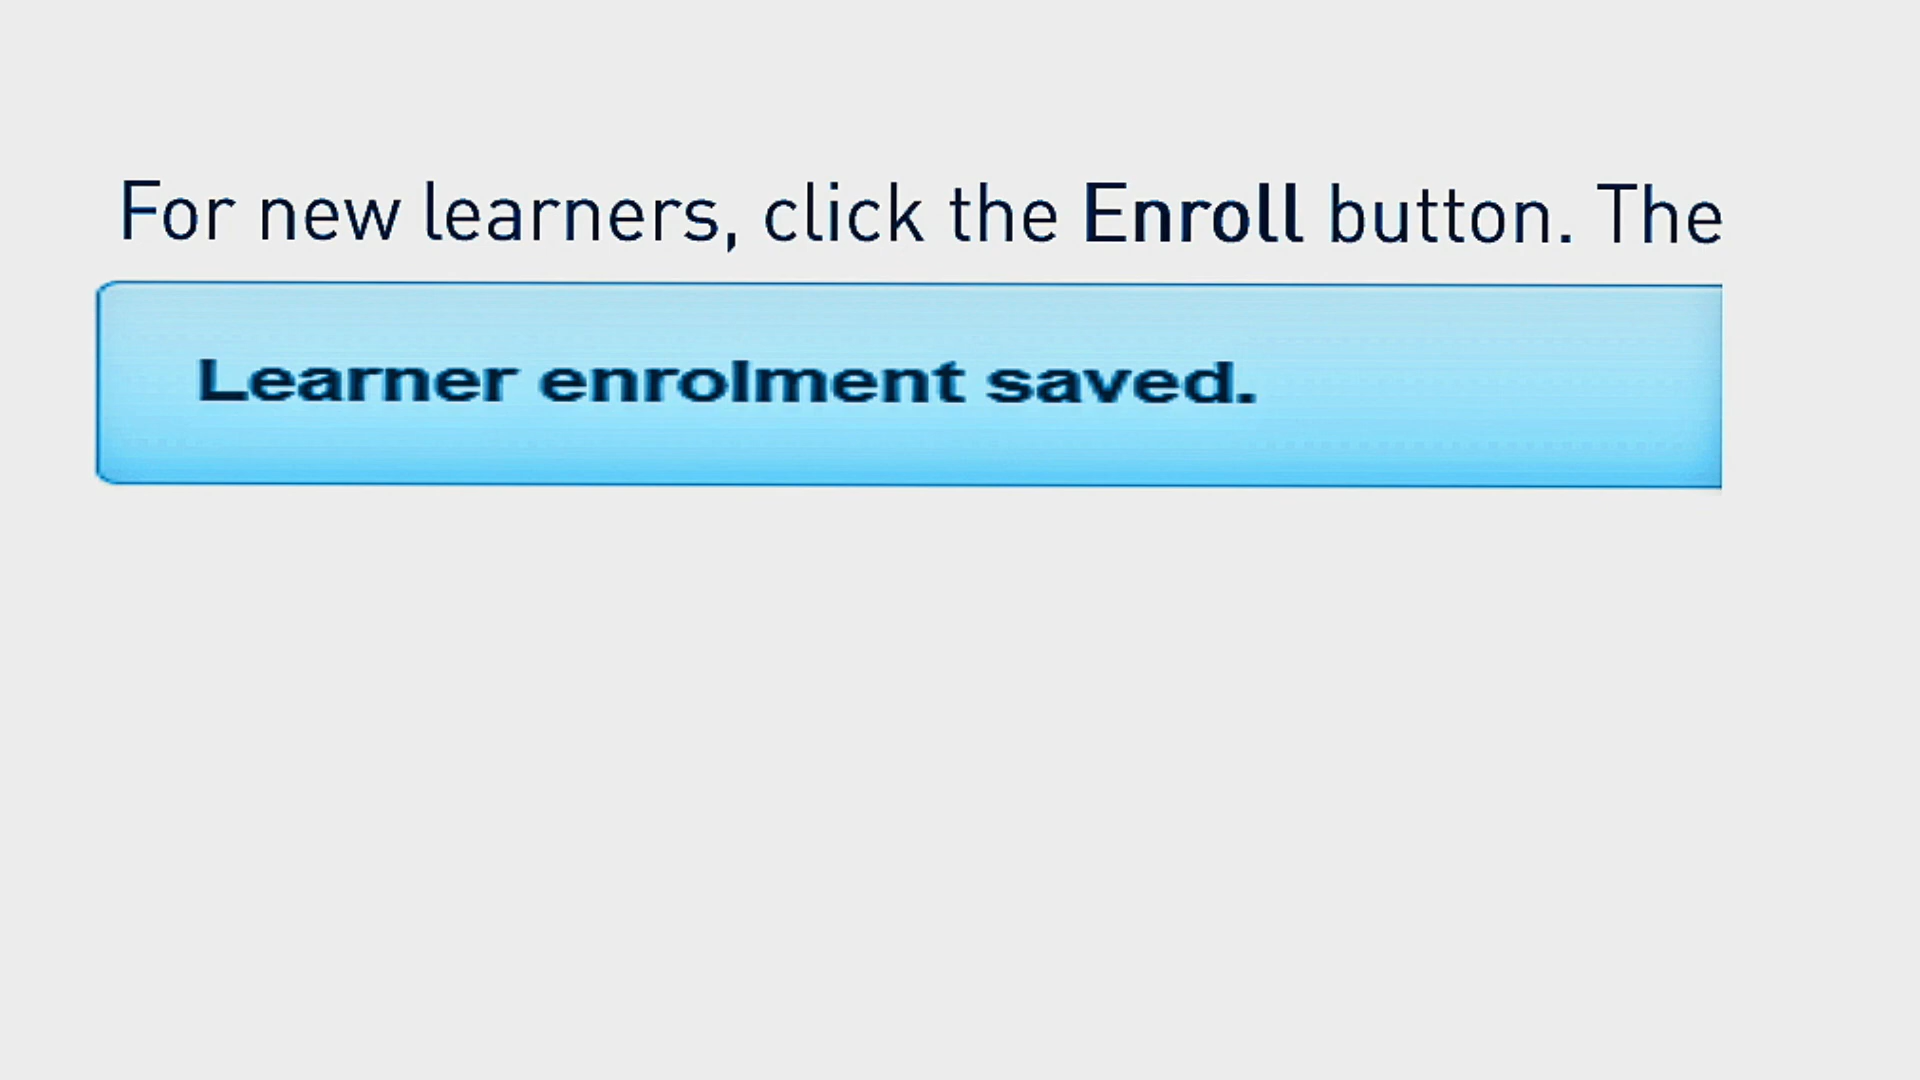 For new learners, click the Enroll button. The
Learner enrolment saved.